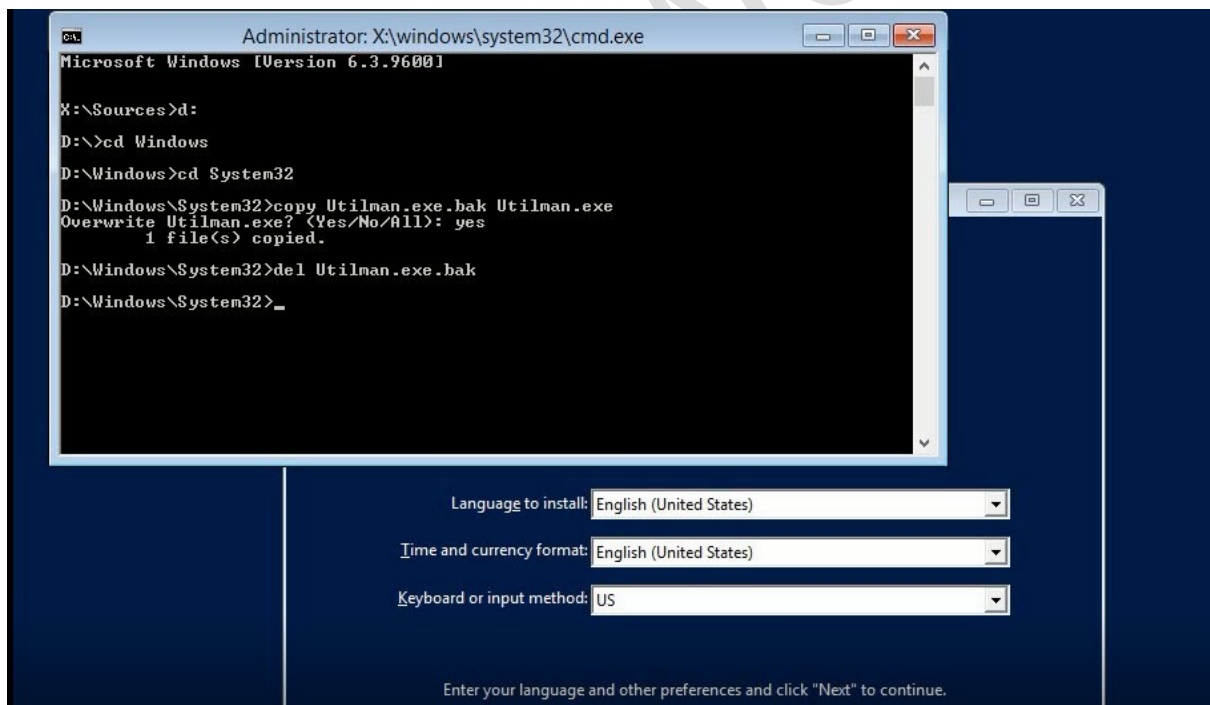 Administrator: X:\windows\system32\cmd.exe
Microsoft Windows [Version 6.3.9600]
X:\Sources>d:
D:\>cd Windows
D:\Windows>cd System32
D:\Windows\System32>copy Utilman.exe.bak Utilman.exe
Overwrite Utilman.exe? (Yes/No/All): yes
1 file(s) copied.
D:\Windows\System32>del Utilman.exe.bak
D:\Windows\System32>_
Language to install: English (United States)
Time and currency format: English (United States)
Keyboard or input method: US
Enter your language and other preferences and click "Next" to continue.